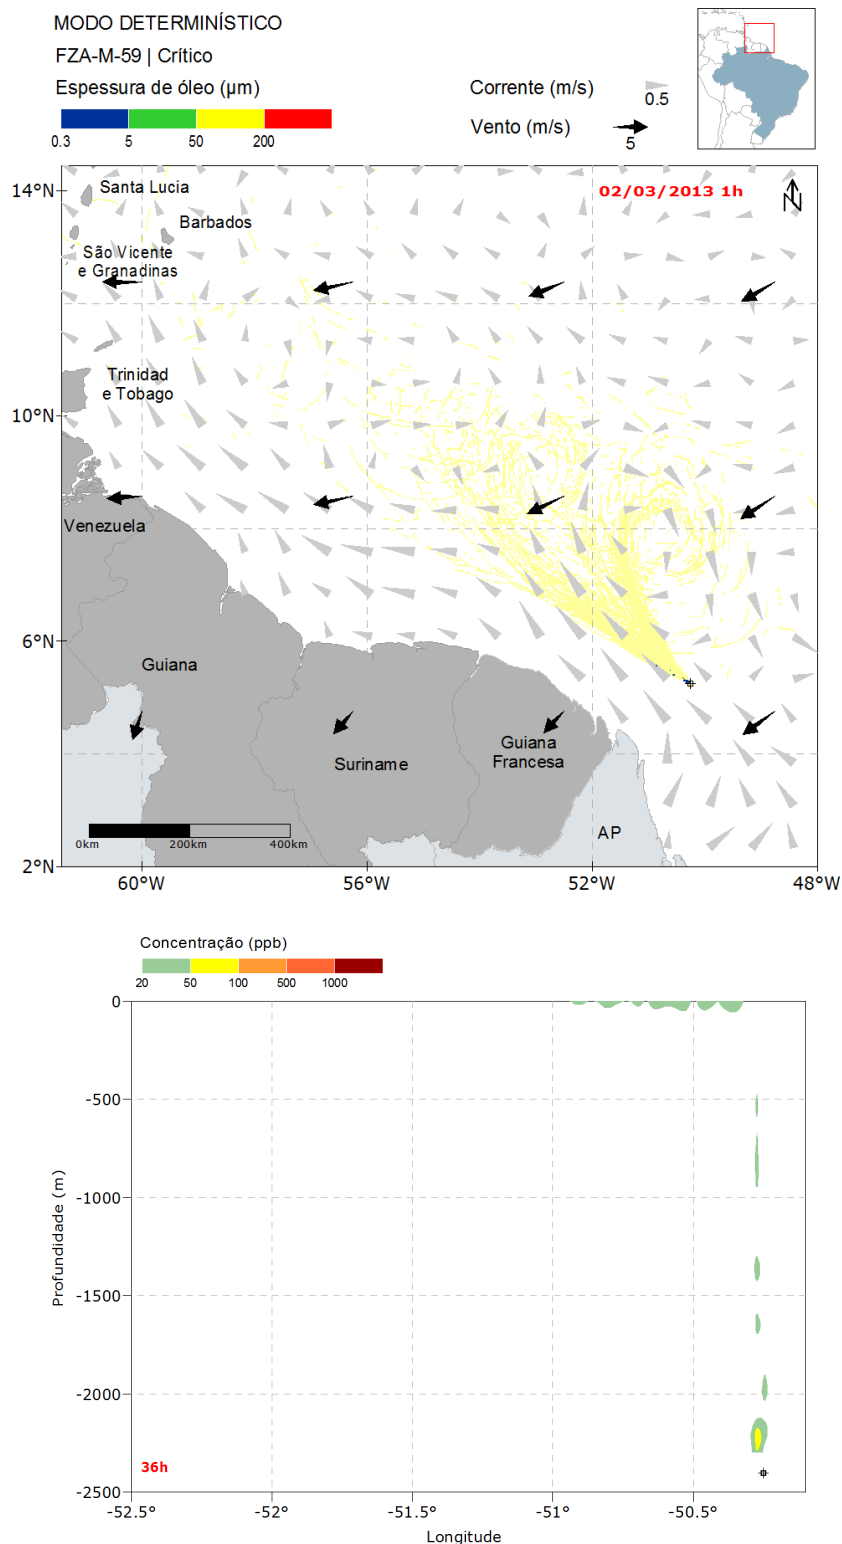 MODO DETERMINÍSTICO
FZA-M-59 | Crítico
Espessura de óleo (µm)
0.3 5 50 200
Corrente (m/s)
0.5
Vento (m/s)
5
14°N
10°N
6°N
2°N
02/03/2013 1h
N
Santa Lucia
Barbados
São Vicente
e Granadinas
Trinidad
e Tobago
Venezuela
Guiana
Suriname
Guiana
Francesa
AP
0km 200km 400km
60°W 56°W 52°W 48°W
Concentração (ppb)
20 50 100 500 1000
0
-500
-1000
-1500
-2000
-2500
Profundidade (m)
36h
-52.5° -52° -51.5° -51° -50.5°
Longitude